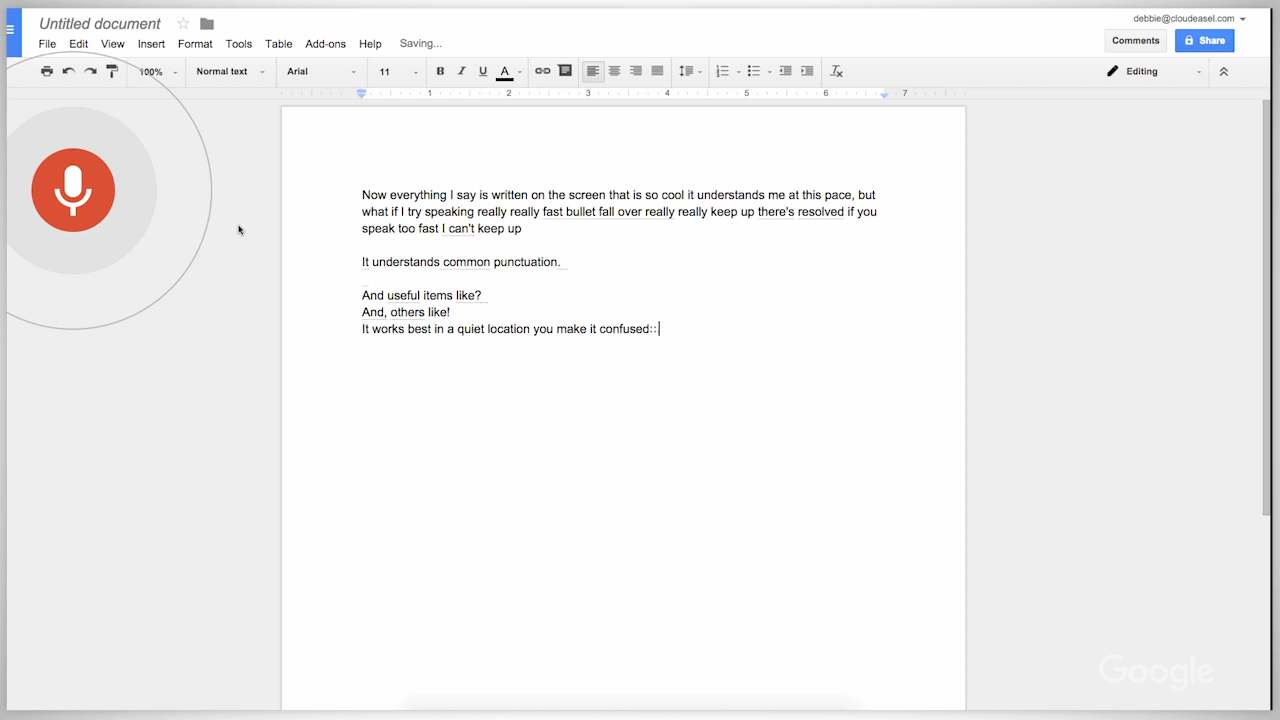 Untitled document
debbie@cloudeasel.com
File Edit View Insert Format Tools Table Add-ons Help Saving...
Comments Share
100% Normal text Arial 11 B I U A Editing
1 2 3 4 5 6 7
Now everything I say is written on the screen that is so cool it understands me at this pace, but
what if I try speaking really really fast bullet fall over really really keep up there's resolved if you
speak too fast I can't keep up
It understands common punctuation.
And useful items like?
And, others like!
It works best in a quiet location you make it confused::
Google